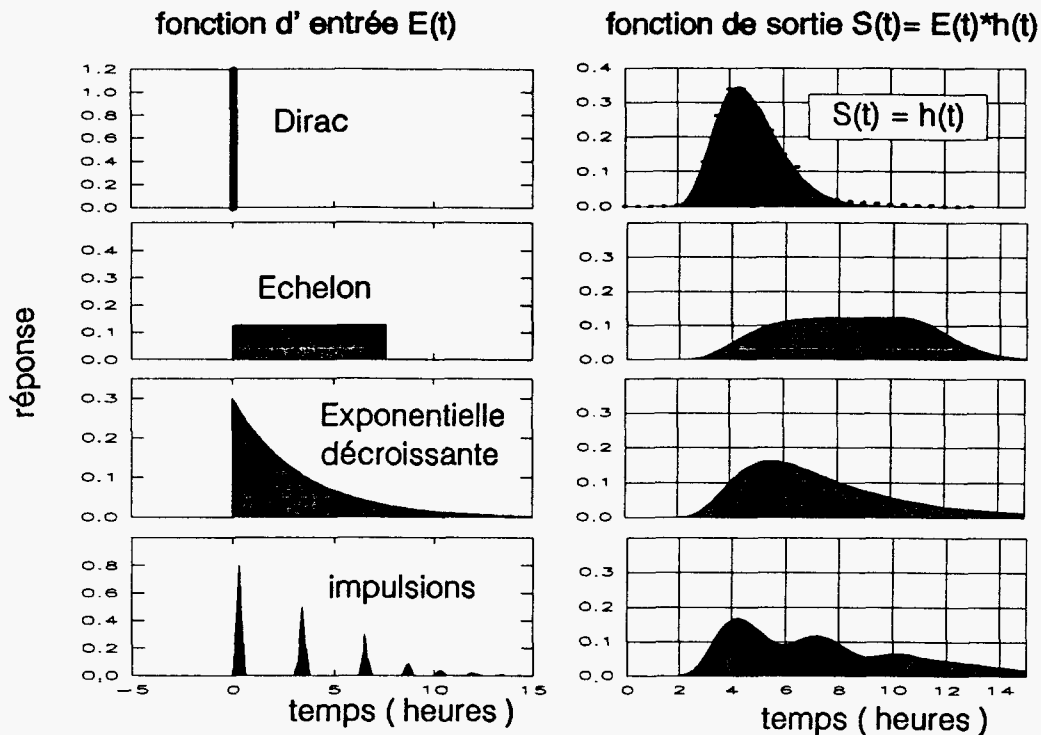 fonction d' entrée E(t)
fonction de sortie S(t)= E(t)*h(t)
réponse
1.2
1.0
0.8
0.6
0.4
0.2
0.0
Dirac
0.4
0.3
0.2
0.1
0.0
S(t) = h(t)
0.4
0.3
0.2
0.1
0.0
Echelon
0.3
0.2
0.1
0.0
0.3
0.2
0.1
0.0
Exponentielle
décroissante
0.3
0.2
0.1
0.0
0.8
0.6
0.4
0.2
0.0
impulsions
0.3
0.2
0.1
0.0
-5 0 5 10 15
temps ( heures )
0 2 4 6 8 10 12 14
temps ( heures )